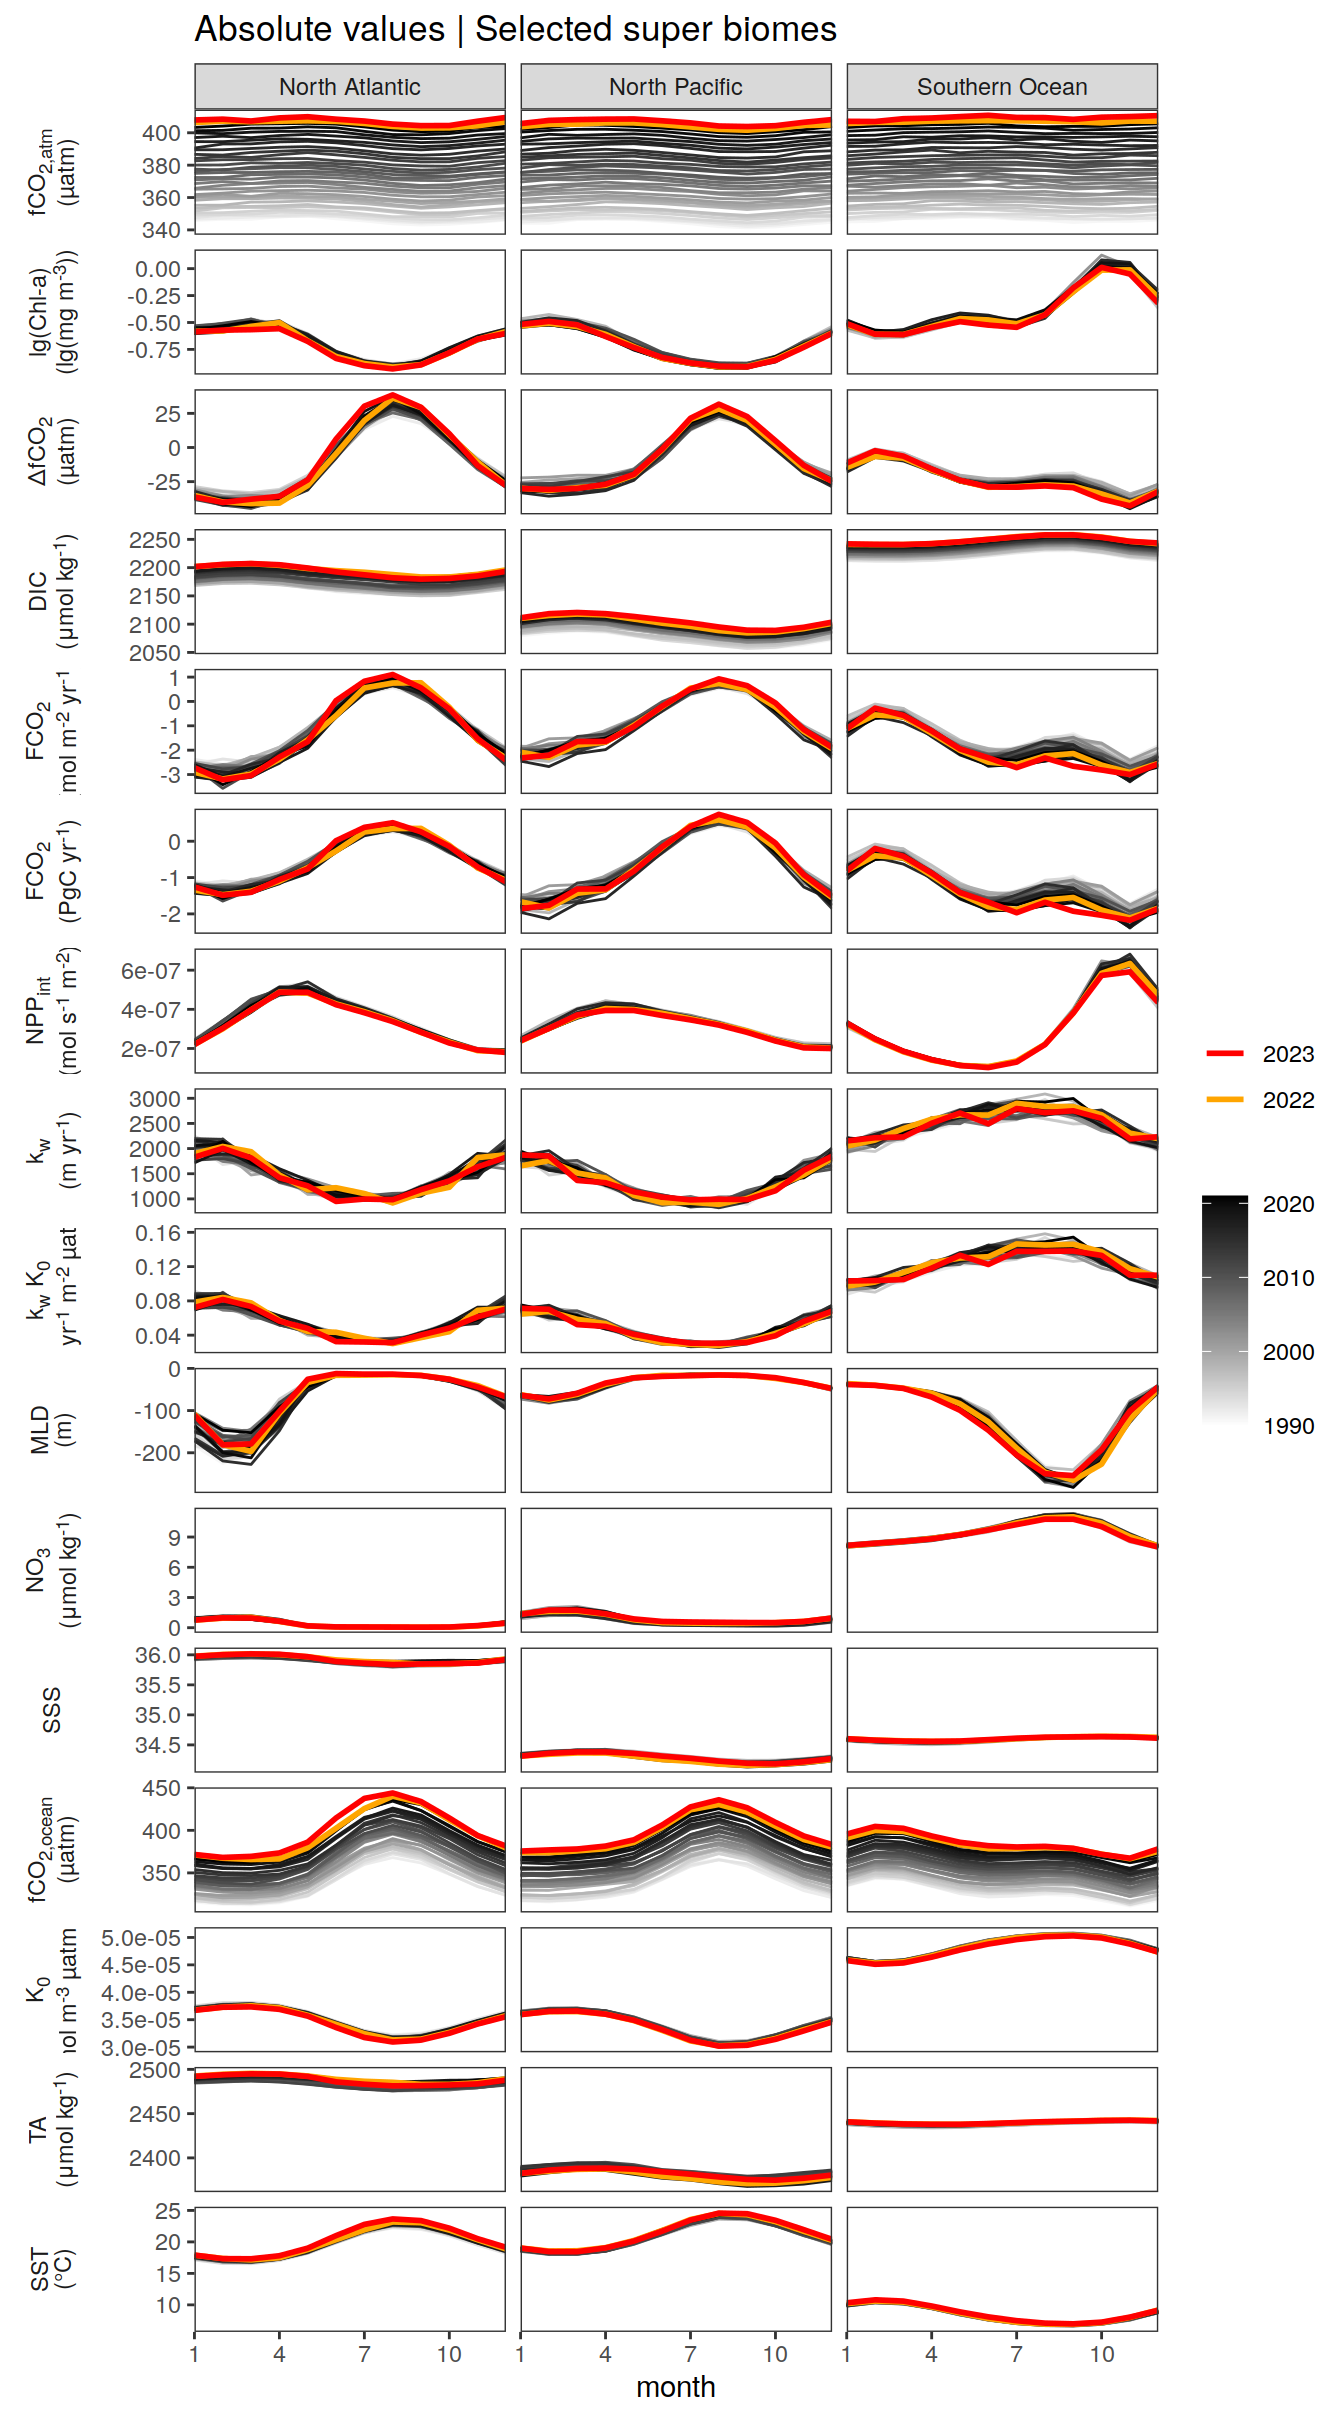 Absolute values | Selected super biomes
North Atlantic
North Pacific
Southern Ocean
fCO2,atm
(µatm)
400
380
360
340
lg(Chl-a)
(lg(mg m-3))
0.00
-0.25
-0.50
-0.75
ΔfCO2
(µatm)
25
0
-25
DIC
(µmol kg-1)
2250
2200
2150
2100
2050
FCO2
mol m-2 yr-1
1
0
-1
-2
-3
FCO2
(PgC yr-1)
0
-1
-2
NPPint
(mol s-1 m-2)
6e-07
4e-07
2e-07
kw
(m yr-1)
3000
2500
2000
1500
1000
kw K0
yr-1 m-2 µat
0.16
0.12
0.08
0.04
MLD
(m)
0
-100
-200
NO3
(µmol kg-1)
9
6
3
0
SSS
36.0
35.5
35.0
34.5
fCO2,ocean
(µatm)
450
400
350
K0
ol m-3 µatm
5.0e-05
4.5e-05
4.0e-05
3.5e-05
3.0e-05
TA
(µmol kg-1)
2500
2450
2400
SST
(°C)
25
20
15
10
1 4 7 10
1 4 7 10
1 4 7 10
month
2023
2022
2020
2010
2000
1990